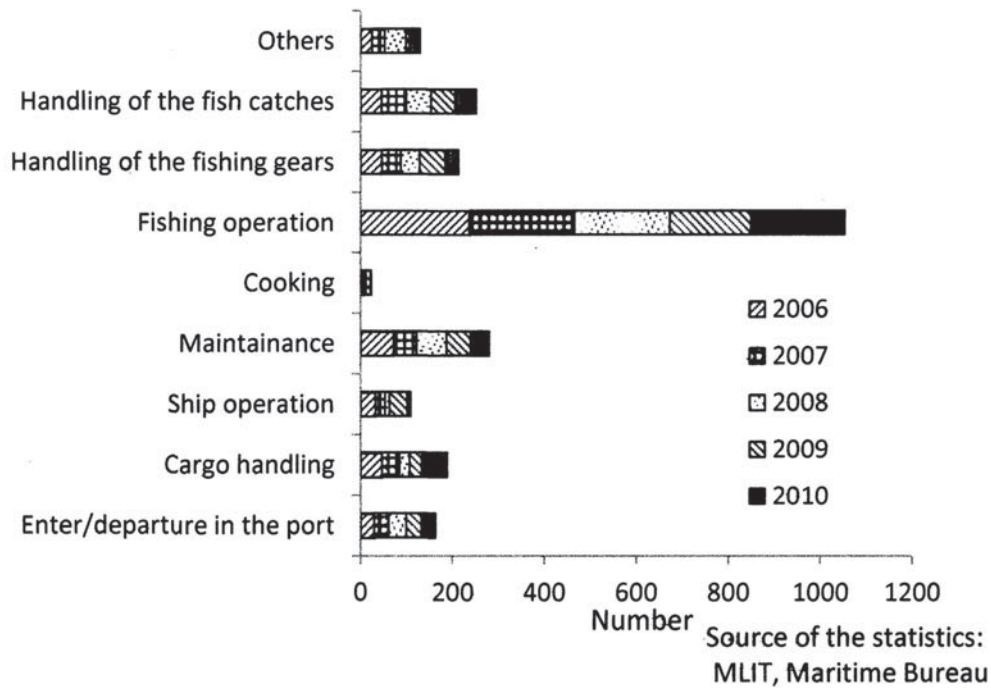 Others
Handling of the fish catches
Handling of the fishing gears
Fishing operation
Cooking
Maintainance
Ship operation
Cargo handling
Enter/departure in the port
2006
2007
2008
2009
2010
0 200 400 600 800 1000 1200
Number
Source of the statistics:
MLIT, Maritime Bureau